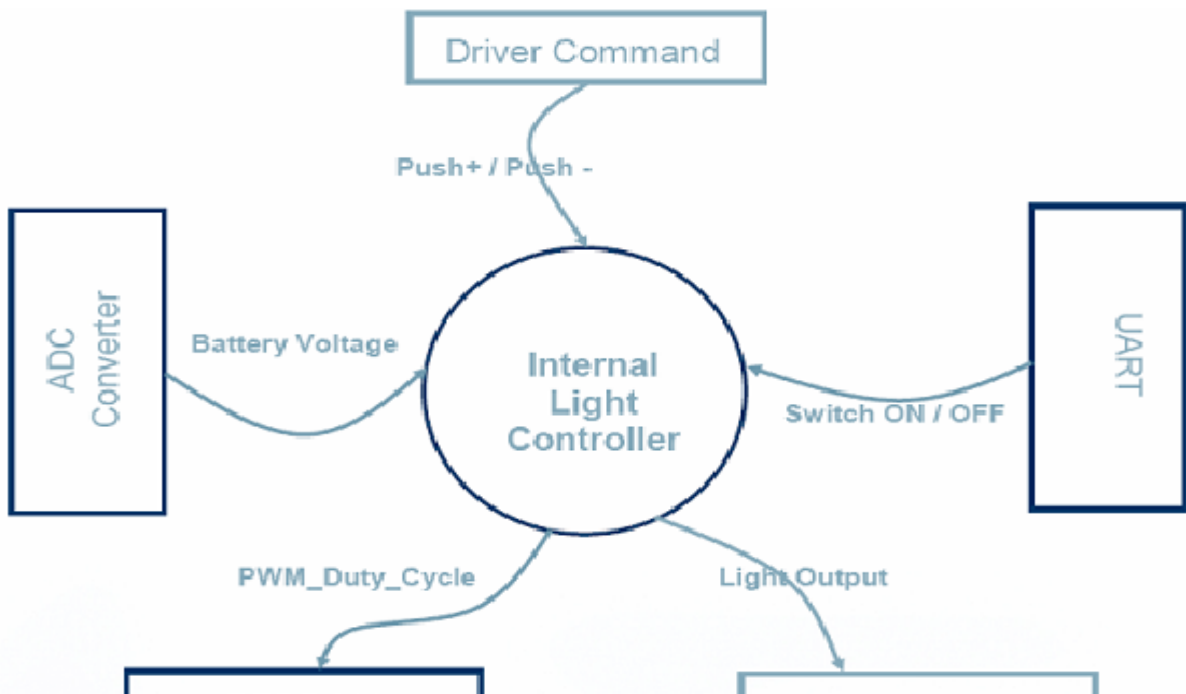 Driver Command
Push+ / Push -
ADC
Converter
Battery Voltage
Internal
Light
Controller
UART
Switch ON / OFF
PWM_Duty_Cycle
Light Output